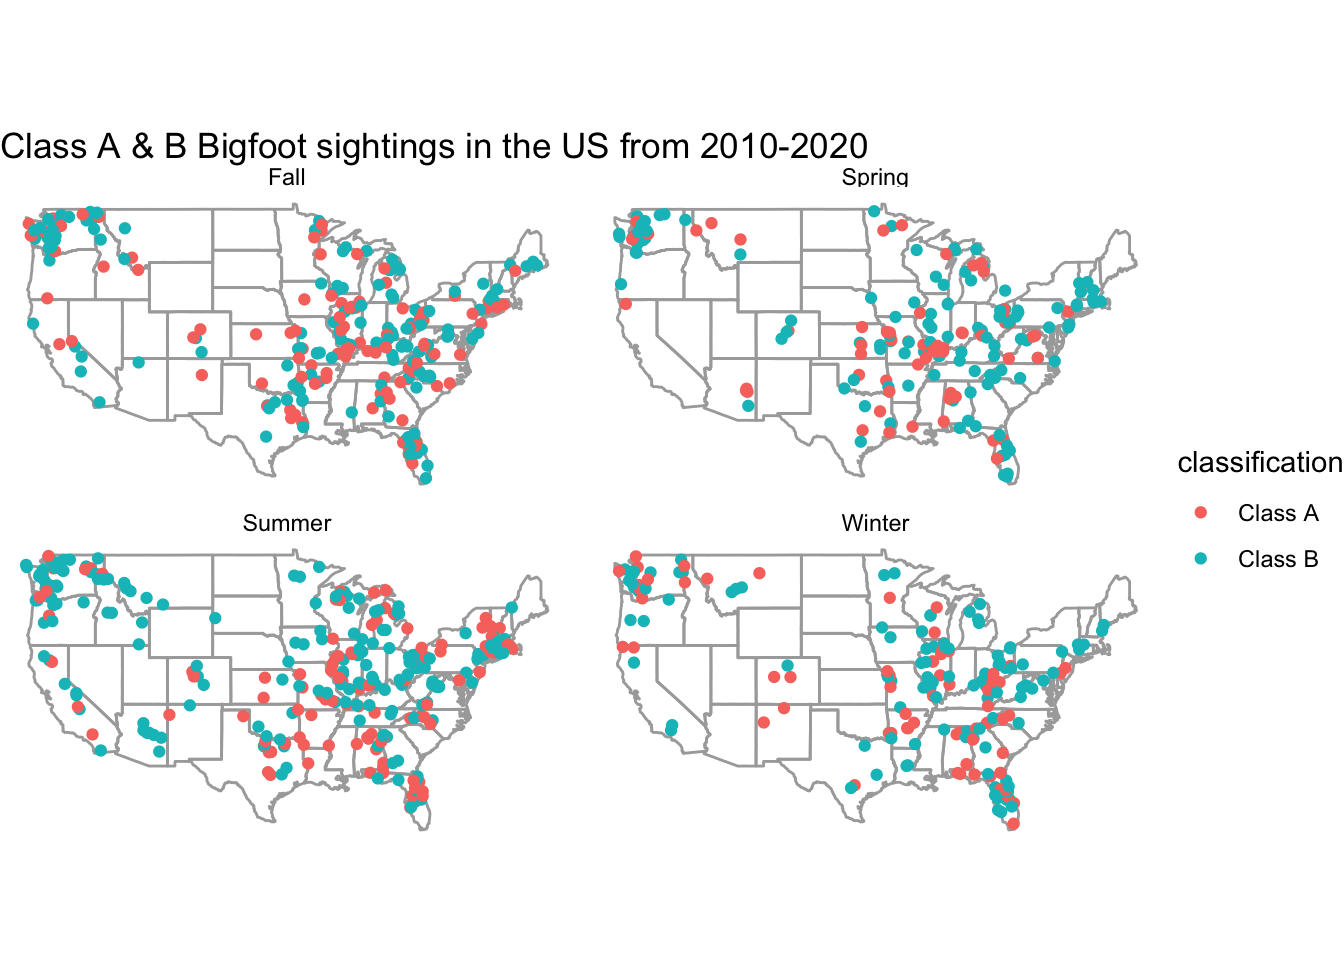 Class A & B Bigfoot sightings in the US from 2010-2020
Fall
Spring
Summer
Winter
classification
Class A
Class B